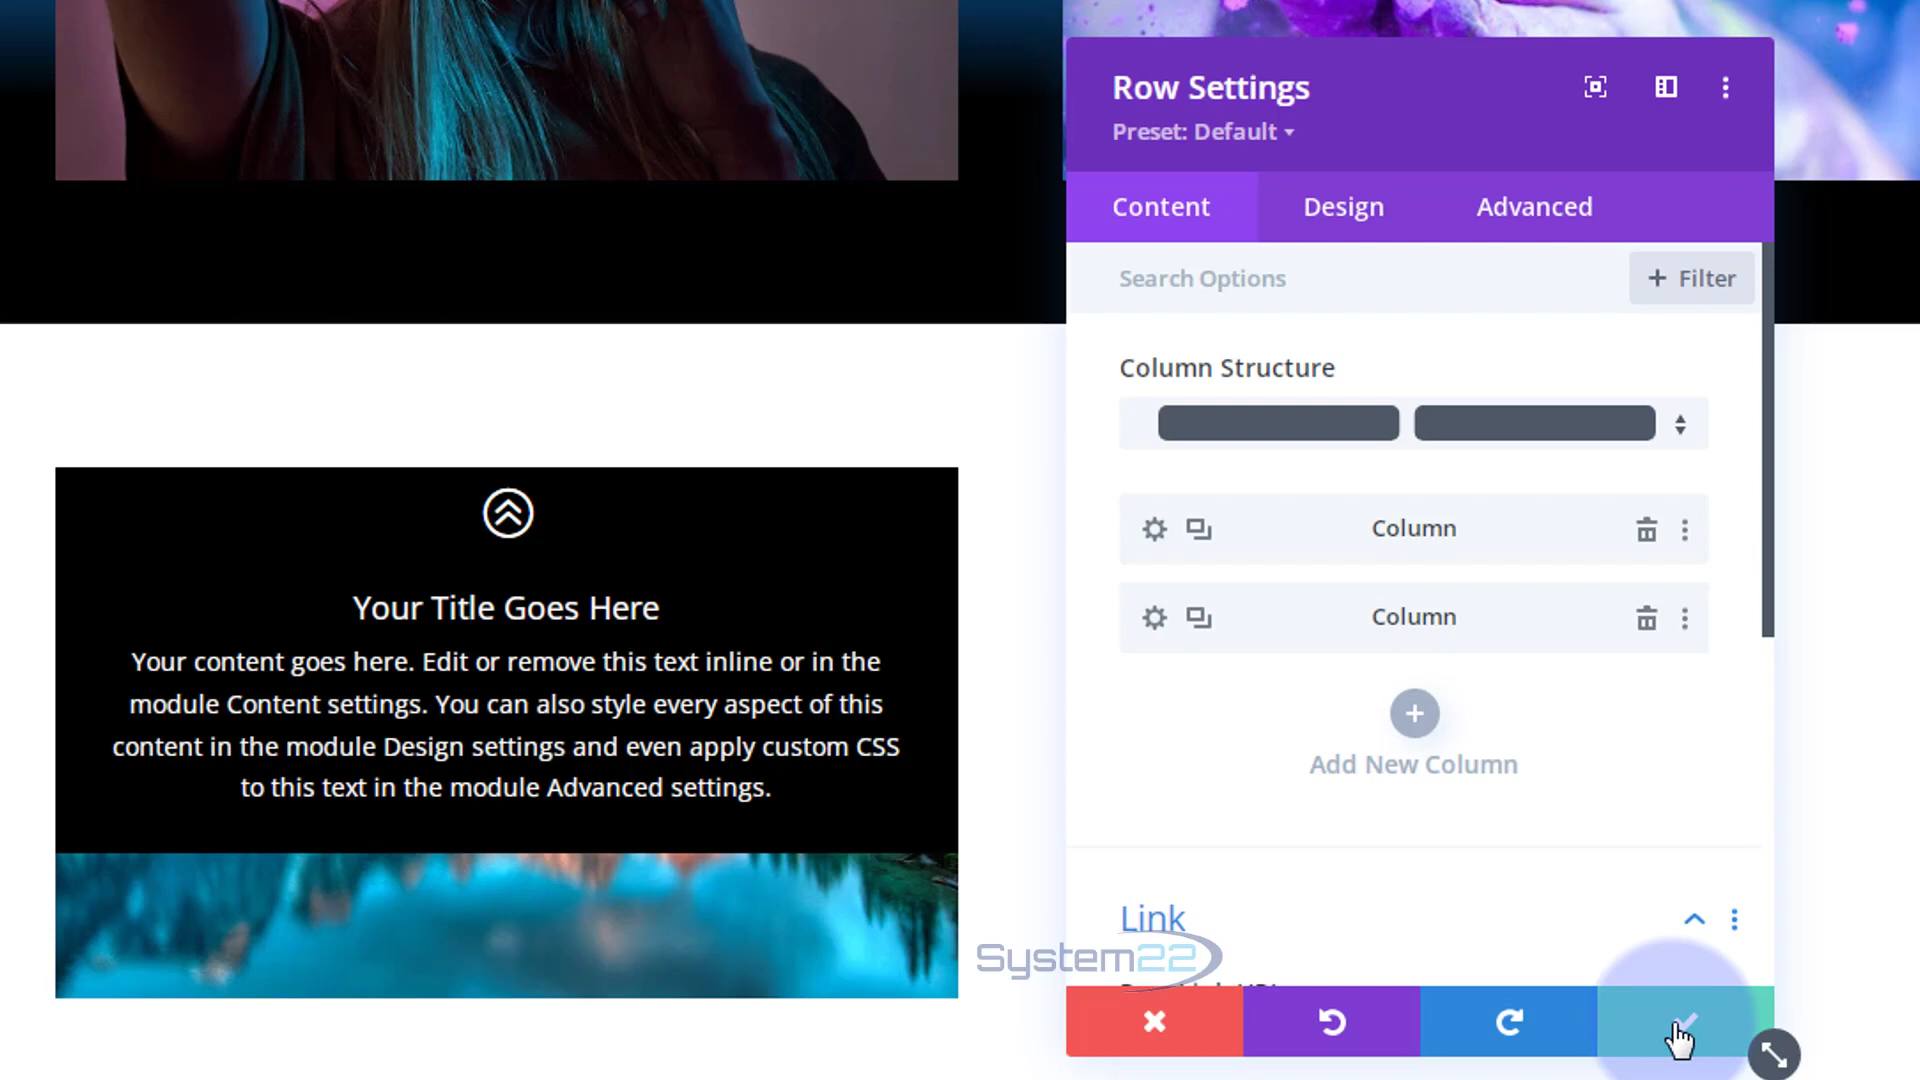 Row Settings
Preset: Default
Content
Design
Advanced
Search Options
+ Filter
Column Structure
Column
Column
Add New Column
Link
Your Title Goes Here
Your content goes here. Edit or remove this text inline or in the
module Content settings. You can also style every aspect of this
content in the module Design settings and even apply custom CSS
to this text in the module Advanced settings.
System22